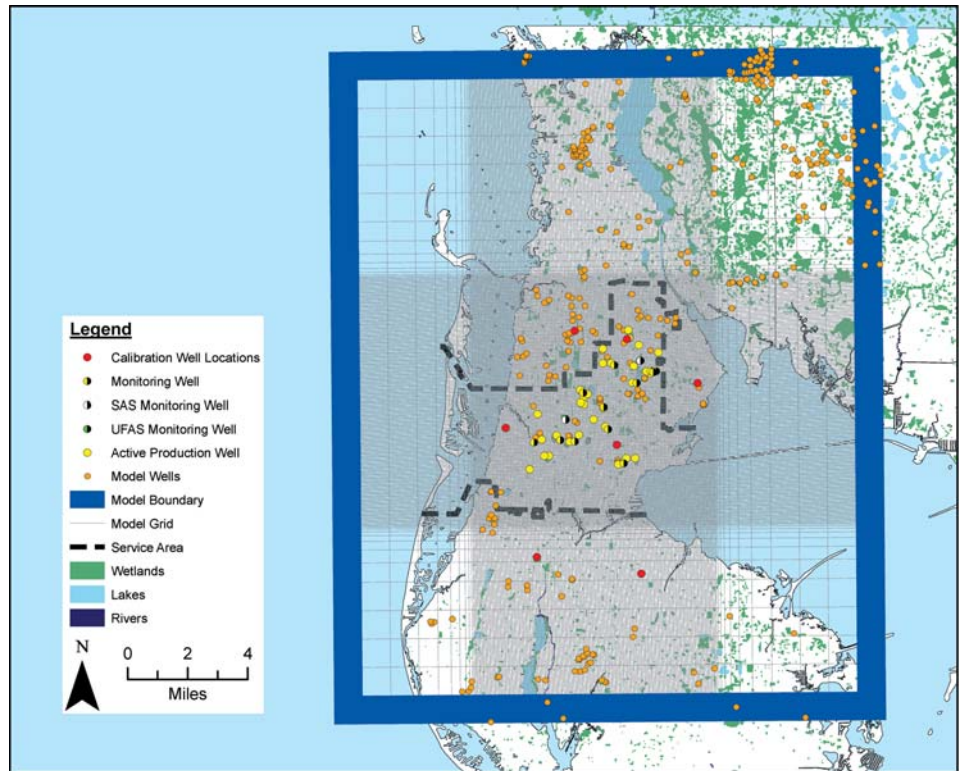 Legend
Calibration Well Locations
Monitoring Well
SAS Monitoring Well
UFAS Monitoring Well
Active Production Well
Model Wells
Model Boundary
Model Grid
Service Area
Wetlands
Lakes
Rivers
N
0 2 4
Miles